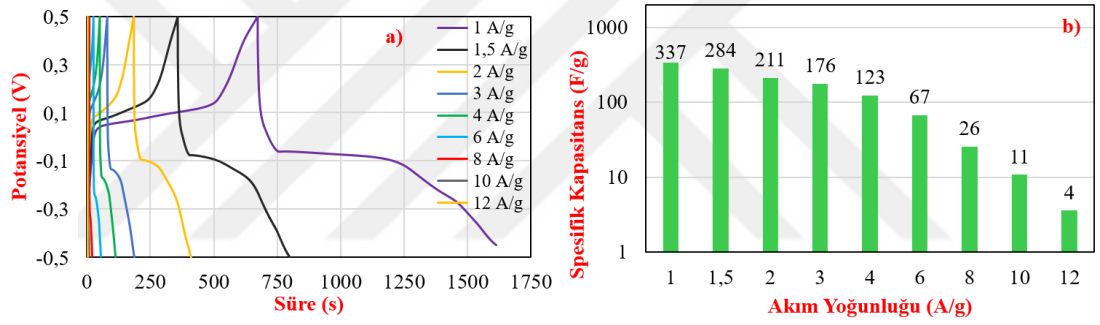 a)
0,5
0,3
0,1
-0,1
-0,3
-0,5
Potansiyel (V)
0
250
500
750
1000
1250
1500
1750
Süre (s)
1 A/g
1,5 A/g
2 A/g
3 A/g
4 A/g
6 A/g
8 A/g
10 A/g
12 A/g
b)
1000
100
10
1
Spesifik Kapasitans (F/g)
337
284
211
176
123
67
26
11
4
1
1,5
2
3
4
6
8
10
12
Akım Yoğunluğu (A/g)